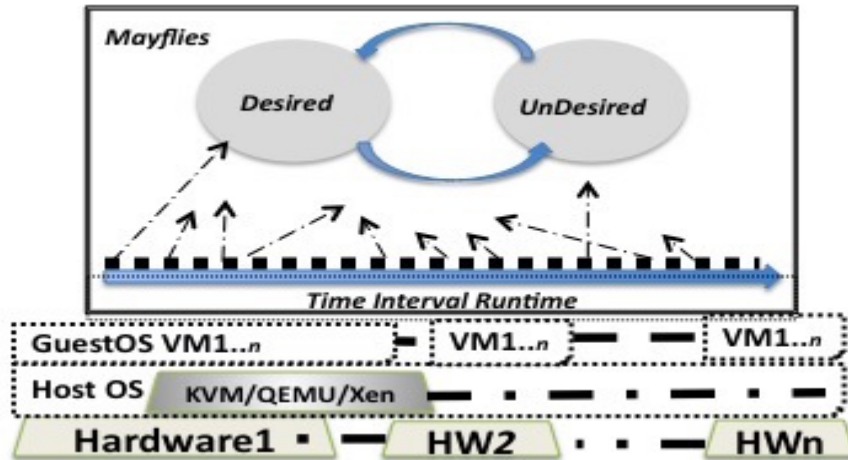 Mayflies
Desired
UnDesired
Time Interval Runtime
GuestOS VM1..n VM1..n VM1..n
Host OS KVM/QEMU/Xen
Hardware1 HW2 HWn